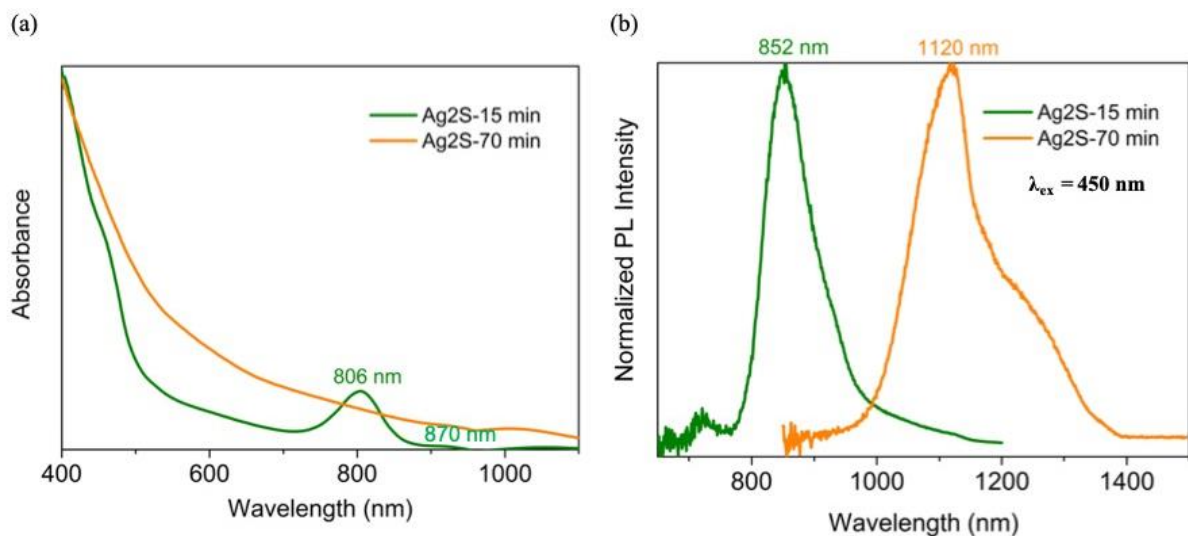 (a)
Ag2S-15 min
Ag2S-70 min
806 nm
870 nm
Absorbance
400
600
800
1000
Wavelength (nm)
(b)
852 nm
1120 nm
Ag2S-15 min
Ag2S-70 min
λex = 450 nm
Normalized PL Intensity
800
1000
1200
1400
Wavelength (nm)